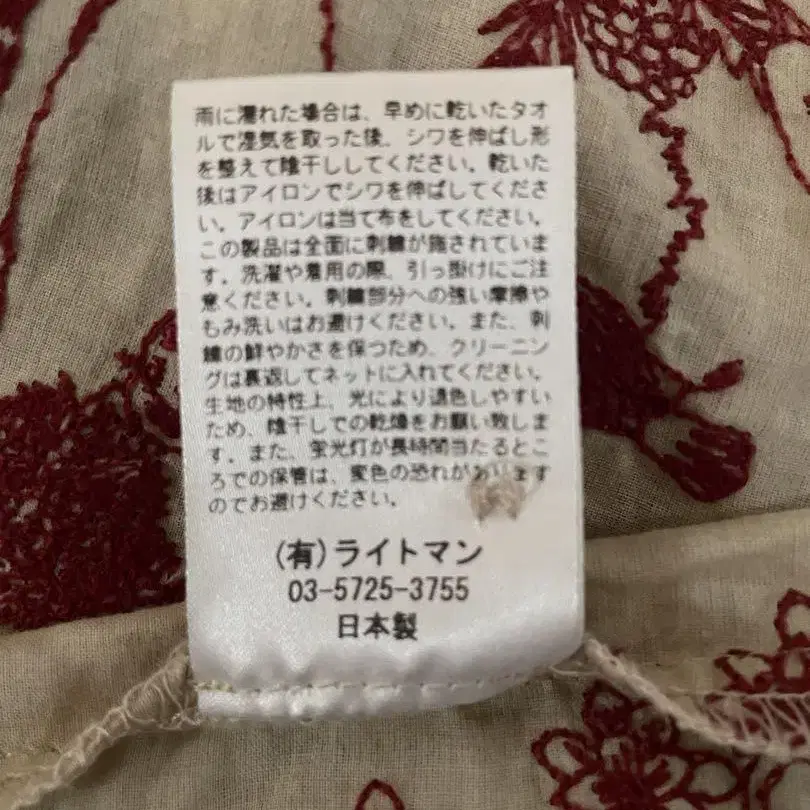 雨に濡れた場合は、早めに乾いたタオ
ルで湿気を取った後、シワを伸ばし形
を整えて陰干ししてください。乾いた
後はアイロンでシワを伸ばしてくださ
い。アイロンは当て布をしてください。
この製品は全面に刺繍が施されていま
す。洗濯や着用の際、引っ掛けにご注
意ください。刺繍部分への強い摩擦や
もみ洗いはお避けください。また、刺
繍の鮮やかさを保つため、クリーニン
グは裏返してネットに入れてください。
生地の特性上、光により退色しやすい
ため、陰干しでの乾燥をお願い致しま
す。また、蛍光灯が長時間当たるとこ
ろでの保管は、変色の恐れがあります
のでお避けください。
(有)ライトマン
03-5725-3755
日本製